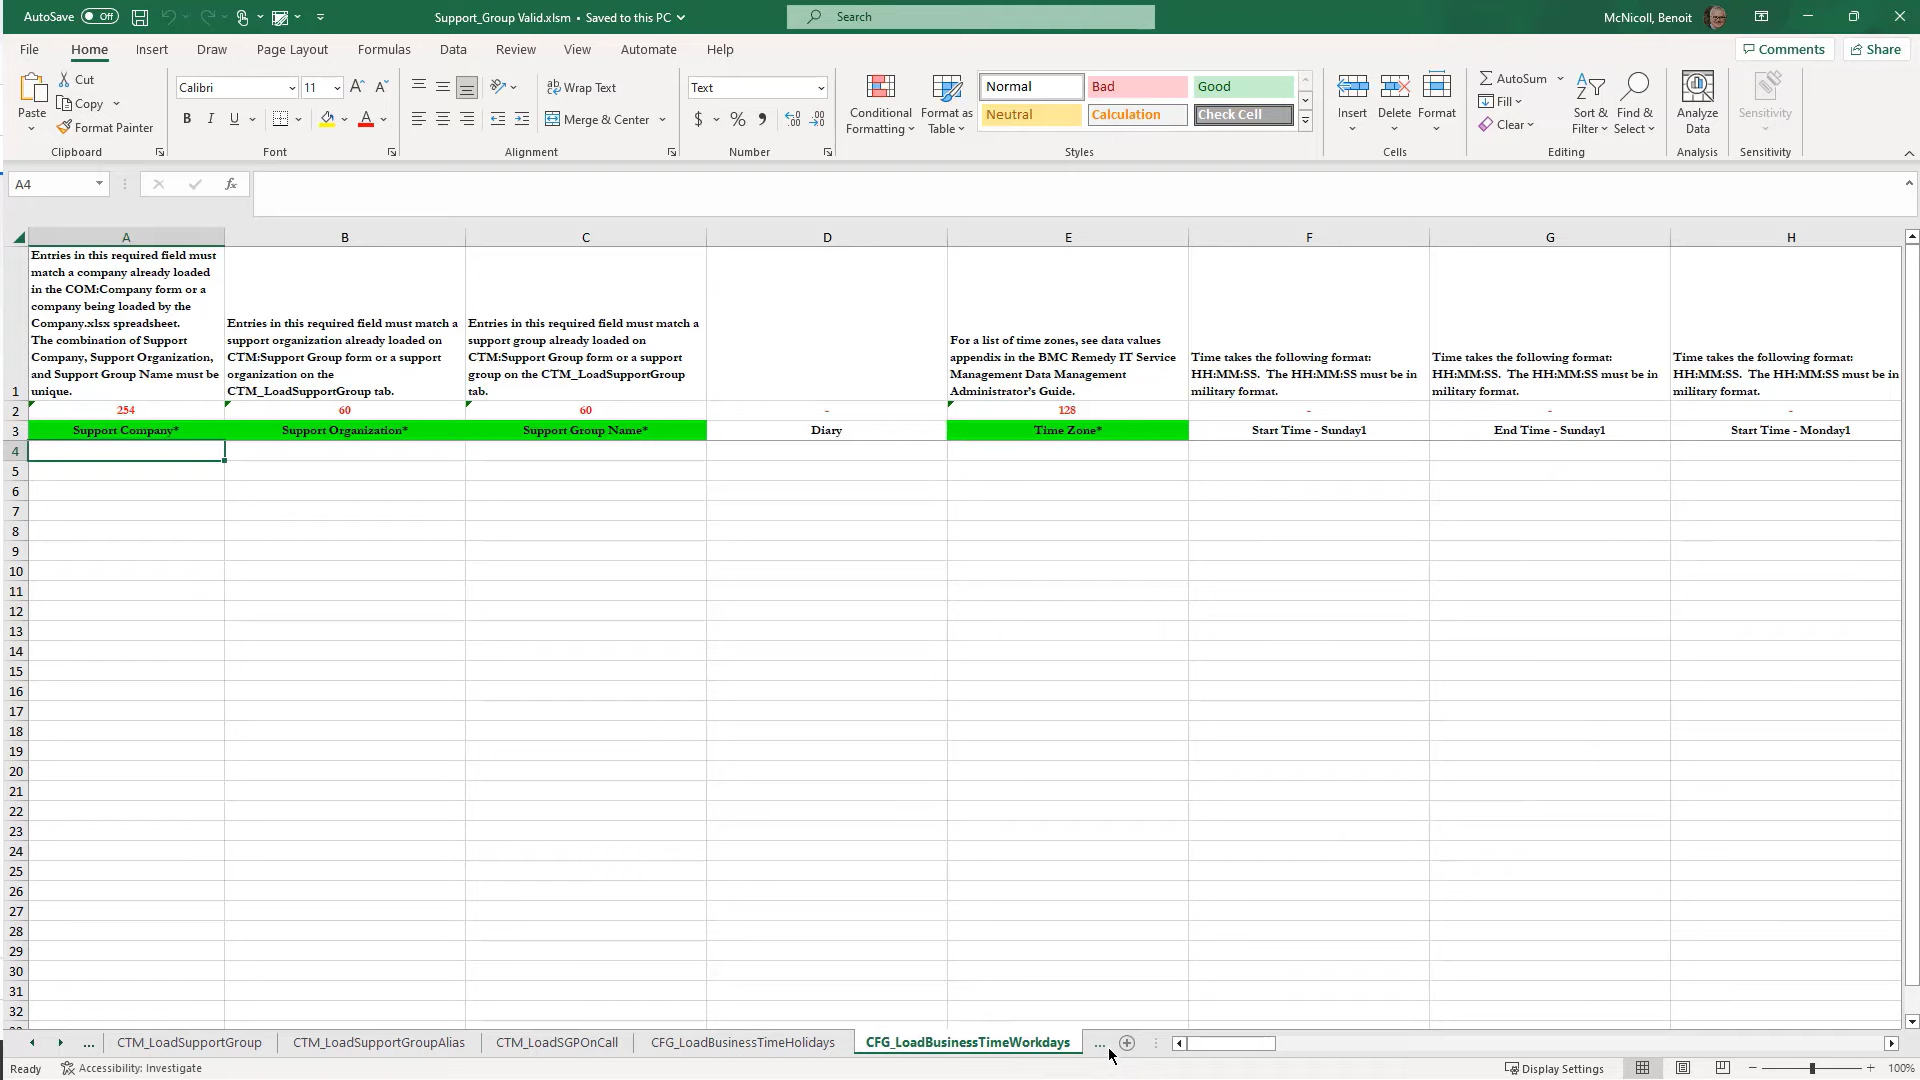 AutoSave Off Support_Group Valid.xlsm • Saved to this PC Search McNicoll, Benoit
File Home Insert Draw Page Layout Formulas Data Review View Automate Help Comments Share
Paste
Cut
Copy
Format Painter
Clipboard
Calibri 11
B I U
Font
Wrap Text
Merge & Center
Alignment
Text
$ % 9
Number
Conditional
Formatting
Format as
Table
Normal Bad Good
Neutral Calculation Check Cell
Styles
Insert Delete Format
Cells
AutoSum
Fill
Clear
Sort &
Filter
Find &
Select
Editing
Analyze
Data
Analysis
Sensitivity
Sensitivity
A4 fx
A B C D E F G H
1
Entries in this required field must
match a company already loaded
in the COM:Company form or a
company being loaded by the
Company.xlsx spreadsheet.
The combination of Support
Company, Support Organization,
and Support Group Name must be
unique.
Entries in this required field must match a
support organization already loaded on
CTM:Support Group form or a support
organization on the
CTM_LoadSupportGroup tab.
Entries in this required field must match a
support group already loaded on
CTM:Support Group form or a support
group on the CTM_LoadSupportGroup
tab.
For a list of time zones, see data values
appendix in the BMC Remedy IT Service
Management Data Management
Administrator's Guide.
Time takes the following format:
HH:MM:SS. The HH:MM:SS must be in
military format.
Time takes the following format:
HH:MM:SS. The HH:MM:SS must be in
military format.
Time takes the following format:
HH:MM:SS. The HH:MM:SS must be in
military format.
2 254 60 60 - 128 - - -
3 Support Company* Support Organization* Support Group Name* Diary Time Zone* Start Time - Sunday1 End Time - Sunday1 Start Time - Monday1
4
5
6
7
8
9
10
11
12
13
14
15
16
17
18
19
20
21
22
23
24
25
26
27
28
29
30
31
32
... CTM_LoadSupportGroup CTM_LoadSupportGroupAlias CTM_LoadSGPOnCall CFG_LoadBusinessTimeHolidays CFG_LoadBusinessTimeWorkdays ...
Ready Accessibility: Investigate Display Settings 100%